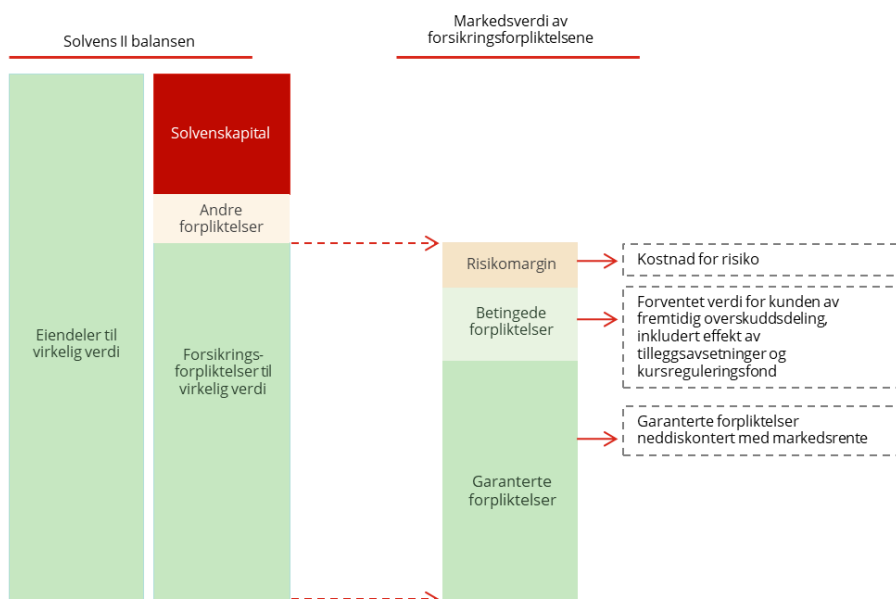 Solvens II balansen
Markedsverdi av
forsikringsforpliktelsene
Solvenskapital
Andre
forpliktelser
Eiendeler til
virkelig verdi
Forsikrings-
forpliktelser til
virkelig verdi
Risikomargin
Betingede
forpliktelser
Garanterte
forpliktelser
Kostnad for risiko
Forventet verdi for kunden av
fremtidig overskuddsdeling,
inkludert effekt av
tilleggsavsetninger og
kursreguleringsfond
Garanterte forpliktelser
neddiskontert med markedsrente